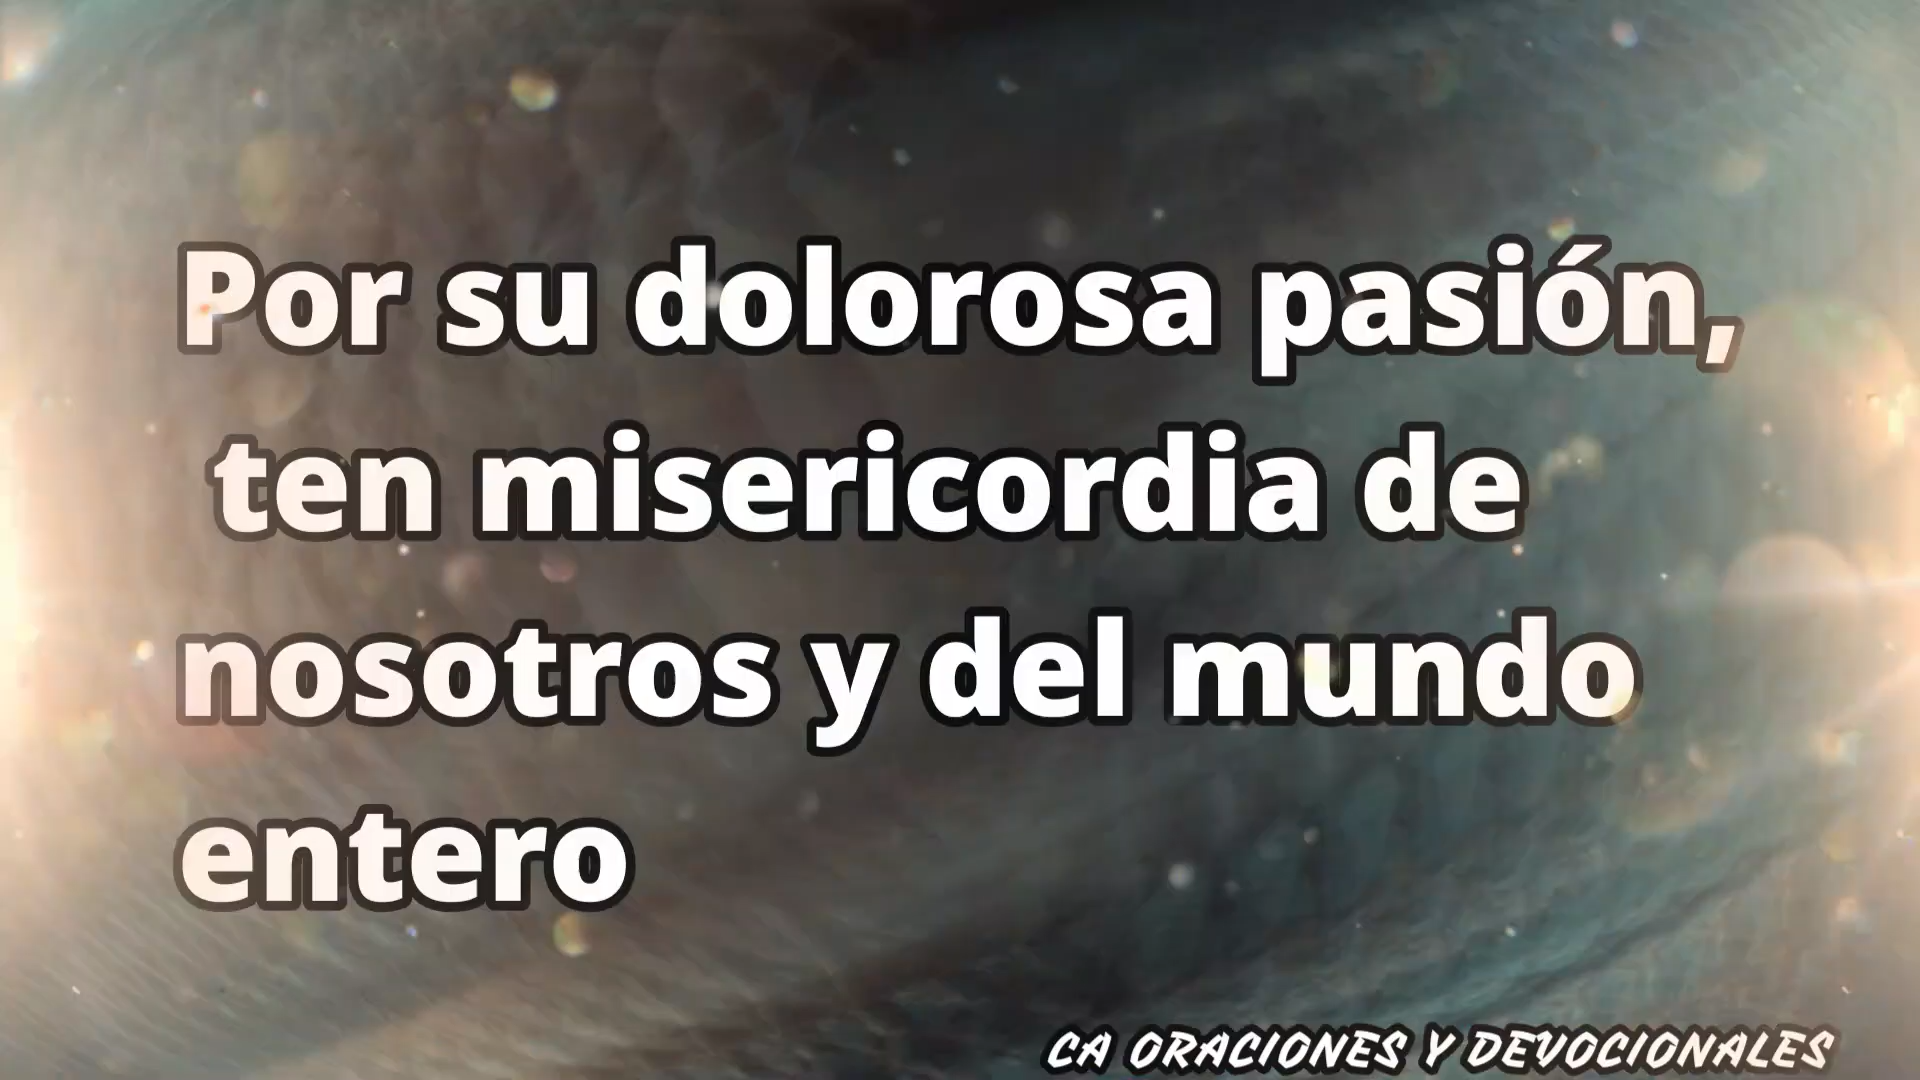 Por su dolorosa pasión,
ten misericordia de
nosotros y del mundo
entero
CA ORACIONES Y DEVOCIONALES